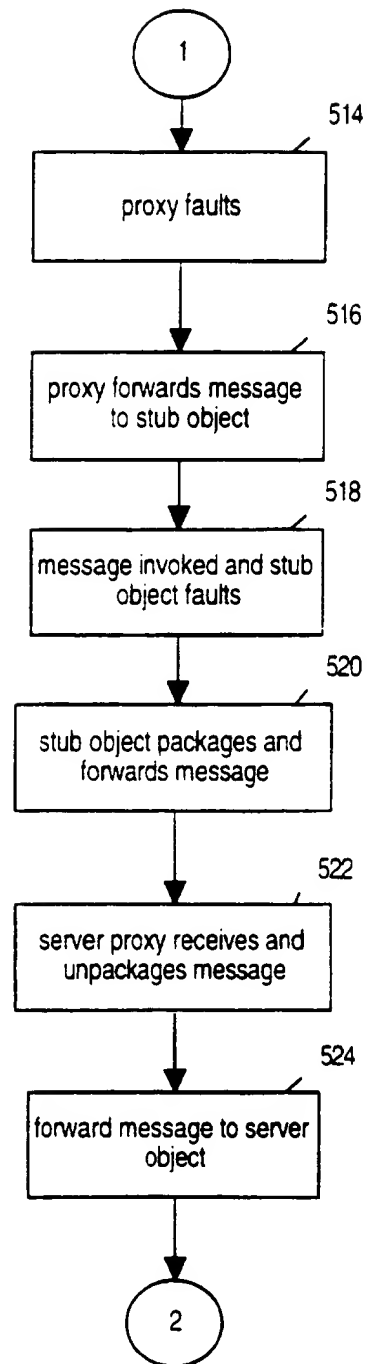 1
514
proxy faults
516
proxy forwards message
to stub object
518
message invoked and stub
object faults
520
stub object packages and
forwards message
522
server proxy receives and
unpackages message
524
forward message to server
object
2